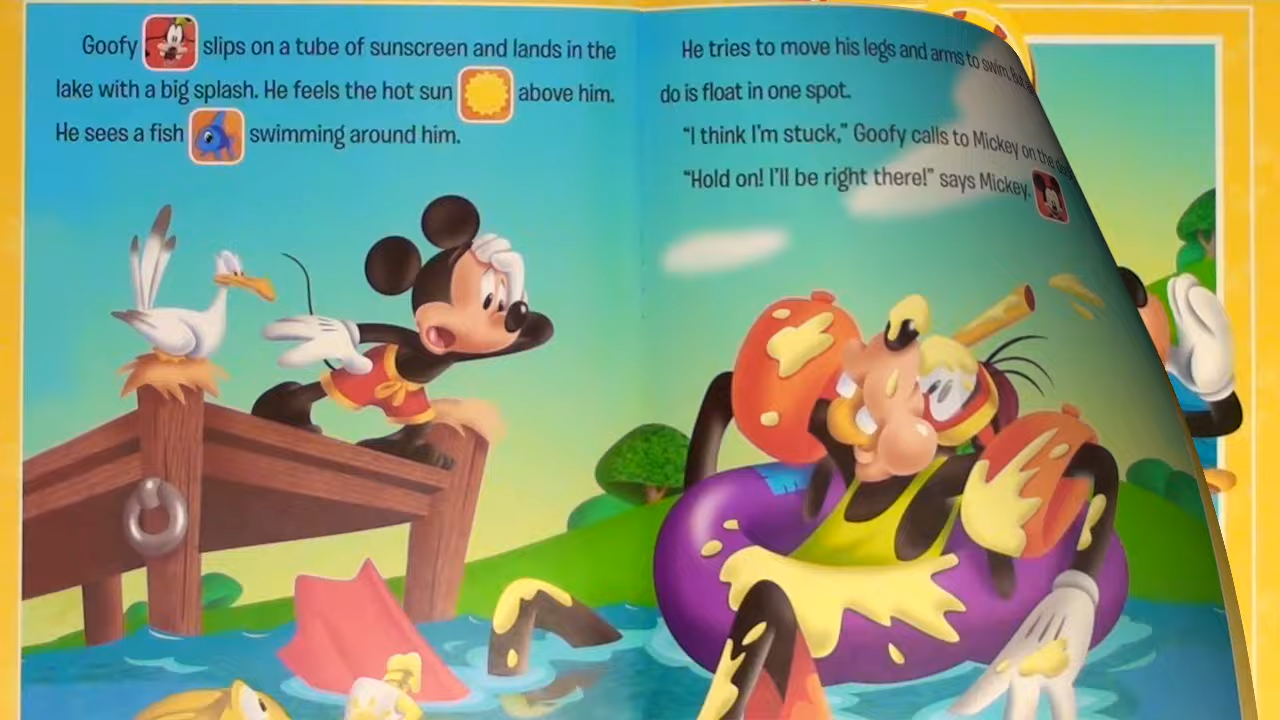 Goofy slips on a tube of sunscreen and lands in the
lake with a big splash. He feels the hot sun above him.
He sees a fish swimming around him.
He tries to move his legs and arms to swim. But
do is float in one spot.
“I think I’m stuck,” Goofy calls to Mickey on the
“Hold on! I’ll be right there!” says Mickey.